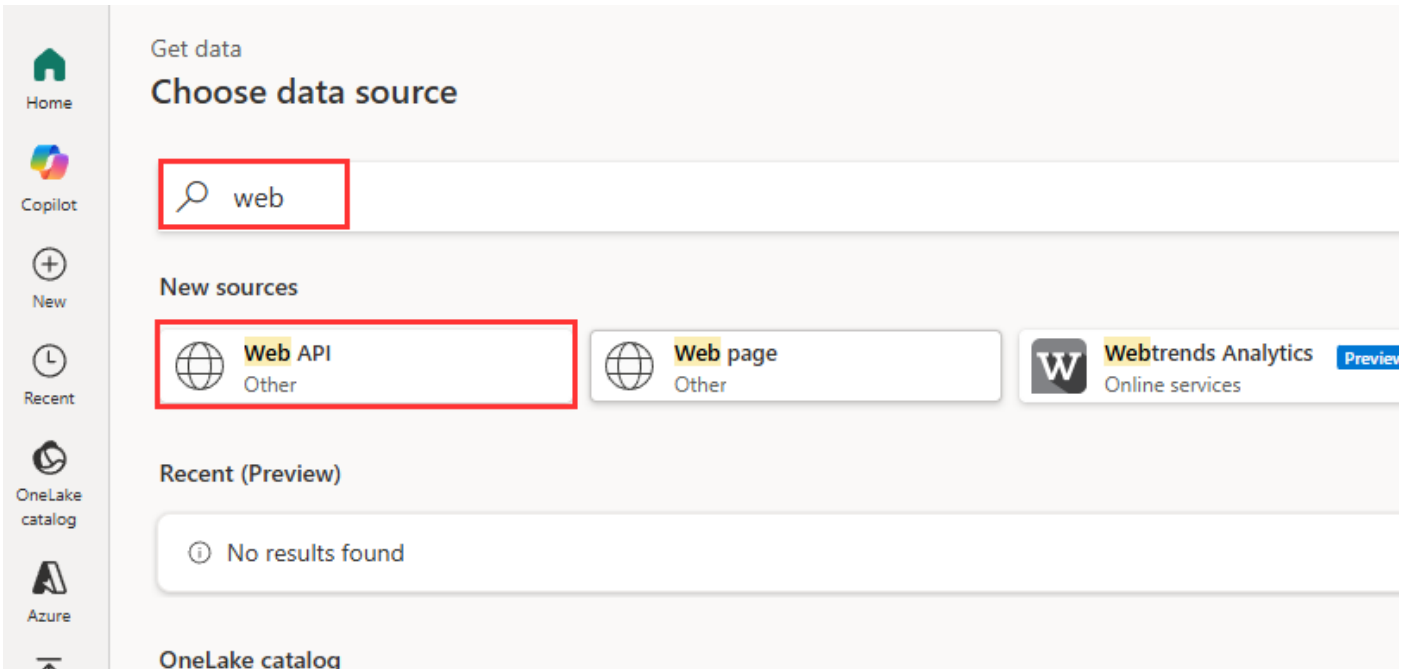 Get data
Choose data source
Home
Copilot
New
Recent
OneLake
catalog
Azure
web
New sources
Web API
Other
Web page
Other
Webtrends Analytics
Preview
Online services
Recent (Preview)
No results found
OneLake catalog